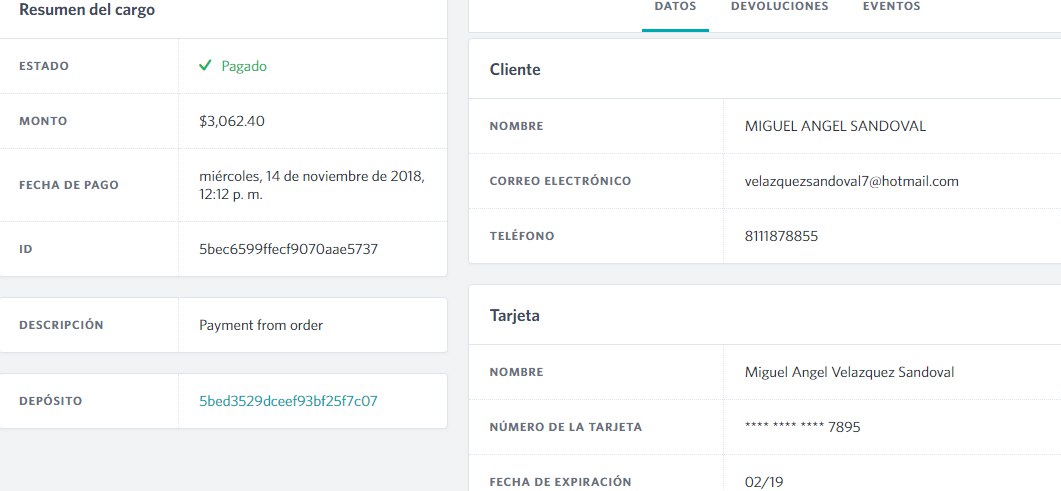 Resumen del cargo
ESTADO
Pagado
MONTO
$3,062.40
FECHA DE PAGO
miércoles, 14 de noviembre de 2018,
12:12 p. m.
ID
5bec6599ffecf9070aae5737
DESCRIPCIÓN
Payment from order
DEPÓSITO
5bed3529dceef93bf25f7c07
DATOS DEVOLUCIONES EVENTOS
Cliente
NOMBRE
MIGUEL ANGEL SANDOVAL
CORREO ELECTRÓNICO
velazquezsandoval7@hotmail.com
TELÉFONO
8111878855
Tarjeta
NOMBRE
Miguel Angel Velazquez Sandoval
NÚMERO DE LA TARJETA
**** **** **** 7895
FECHA DE EXPIRACIÓN
02/19